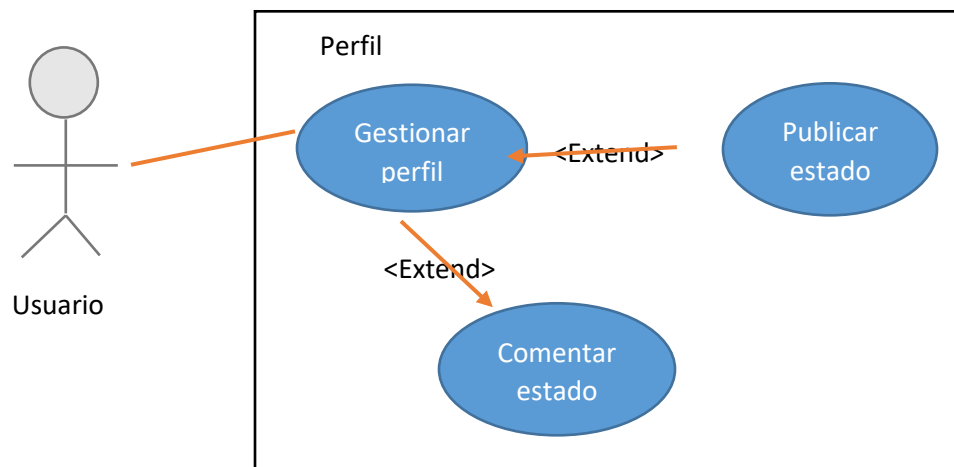 Perfil
Gestionar
perfil
<Extend>
Publicar
estado
<Extend>
Usuario
Comentar
estado